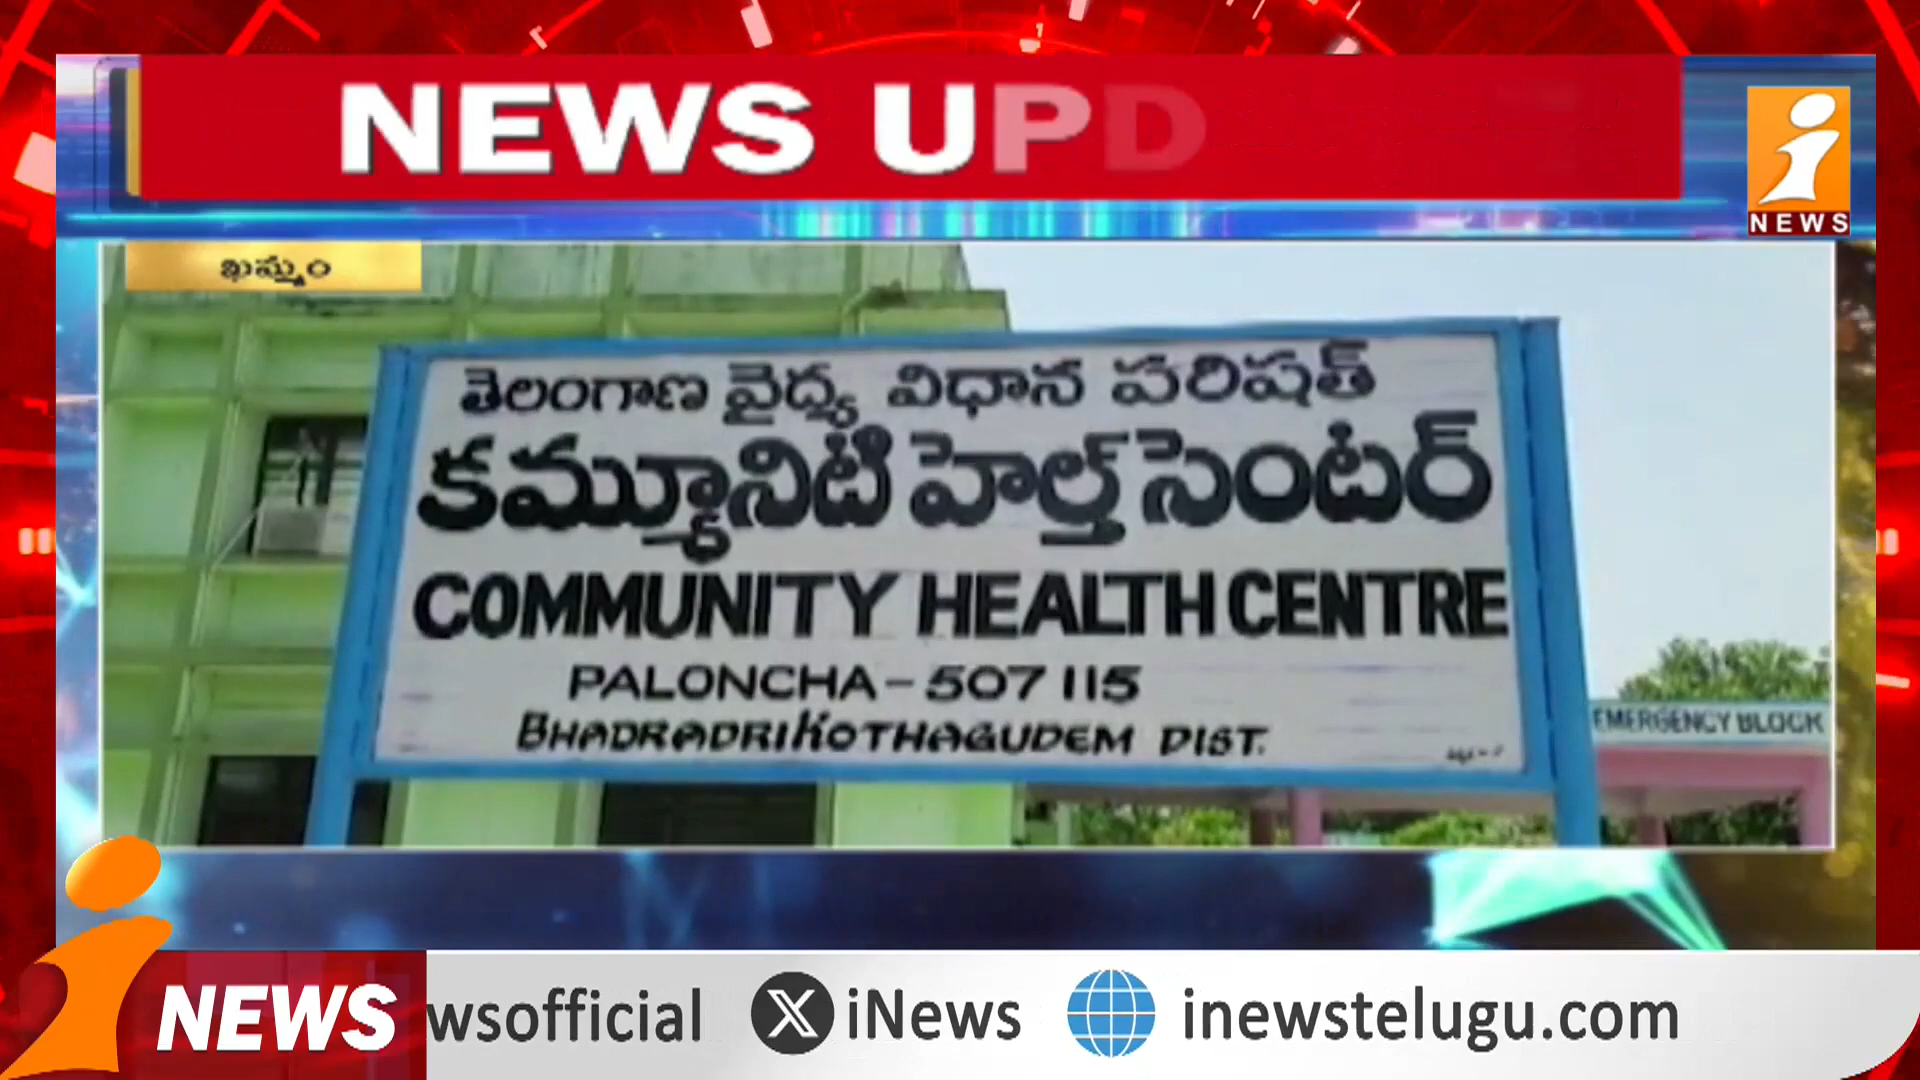 NEWS UPD
NEWS
ఖమ్మం
తెలంగాణ వైద్య విధాన పరిషత్
కమ్మూనిటి హెల్త్ సెంటర్
COMMUNITY HEALTH CENTRE
PALONCHA - 507 115
BHADRADRI KOTHAGUDEM DIST.
EMERGENCY BLOCK
NEWS
wsofficial
iNews
inewstelugu.com